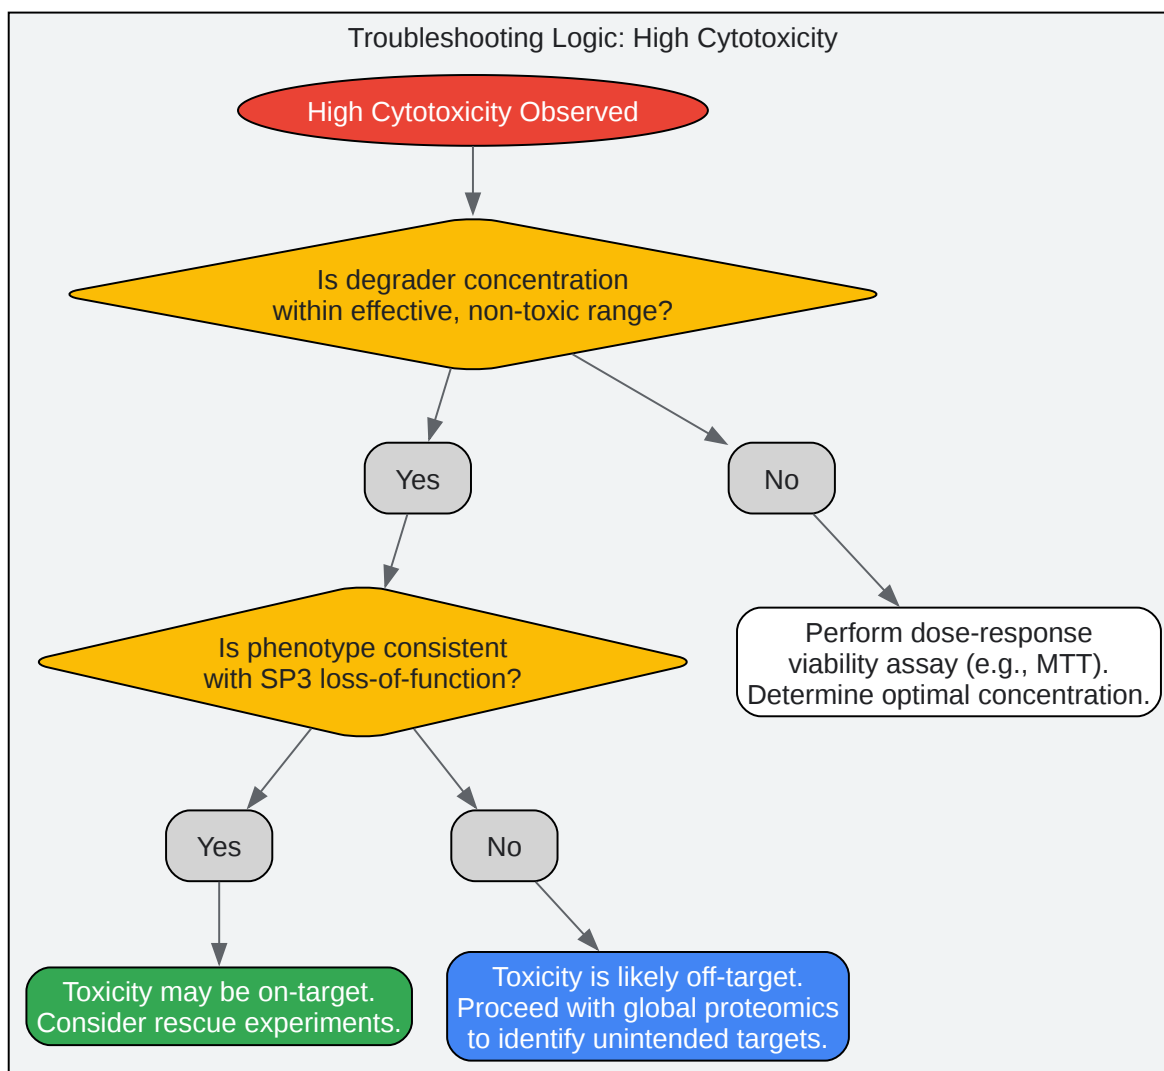 Troubleshooting Logic: High Cytotoxicity
High Cytotoxicity Observed
Is degrader concentration
within effective, non-toxic range?
Yes
No
Is phenotype consistent
with SP3 loss-of-function?
Perform dose-response
viability assay (e.g., MTT).
Determine optimal concentration.
Yes
No
Toxicity may be on-target.
Consider rescue experiments.
Toxicity is likely off-target.
Proceed with global proteomics
to identify unintended targets.